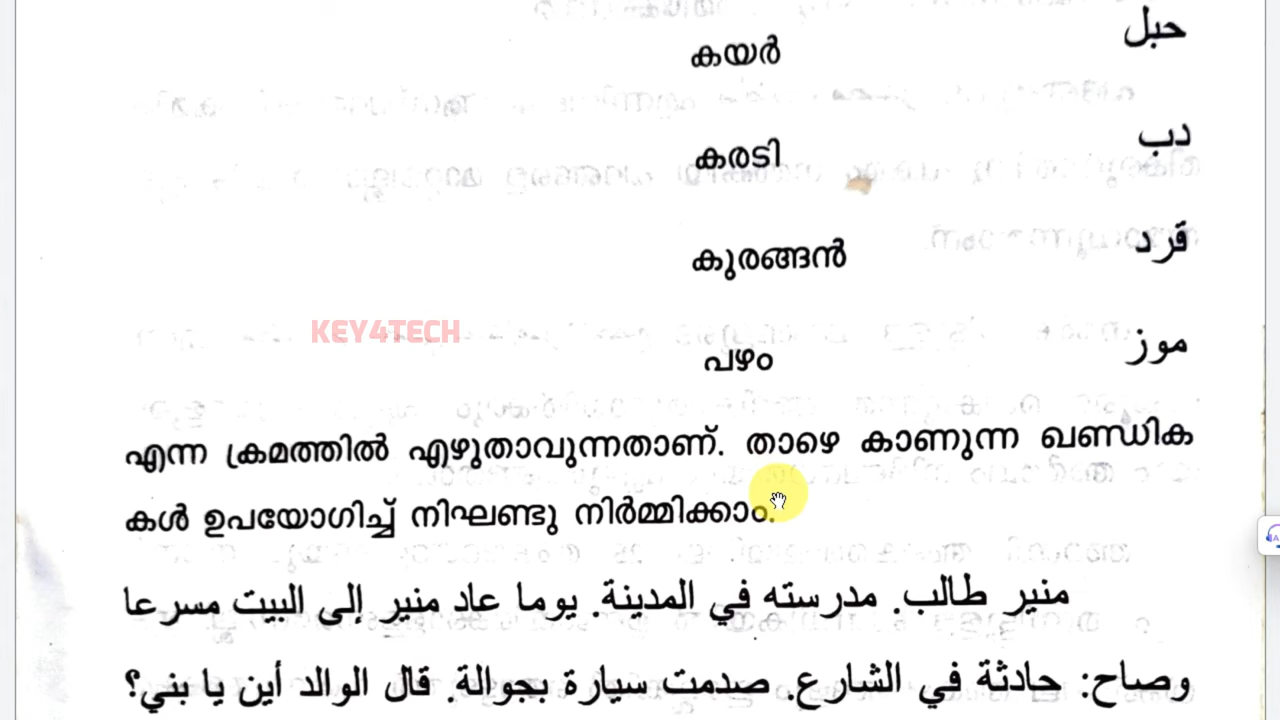 കയർ حبل
കരടി دب
കുരങ്ങൻ قرد
KEY4TECH
പഴം موز
എന്ന ക്രമത്തിൽ എഴുതാവുന്നതാണ്. താഴെ കാണുന്ന ഖണ്ഡിക
കൾ ഉപയോഗിച്ച് നിഘണ്ടു നിർമ്മിക്കാം.
منير طالب. مدرسته في المدينة. يوما عاد منير إلى البيت مسرعا
وصاح: حادثة في الشارع. صدمت سيارة بجوالة. قال الوالد أين يا بني؟